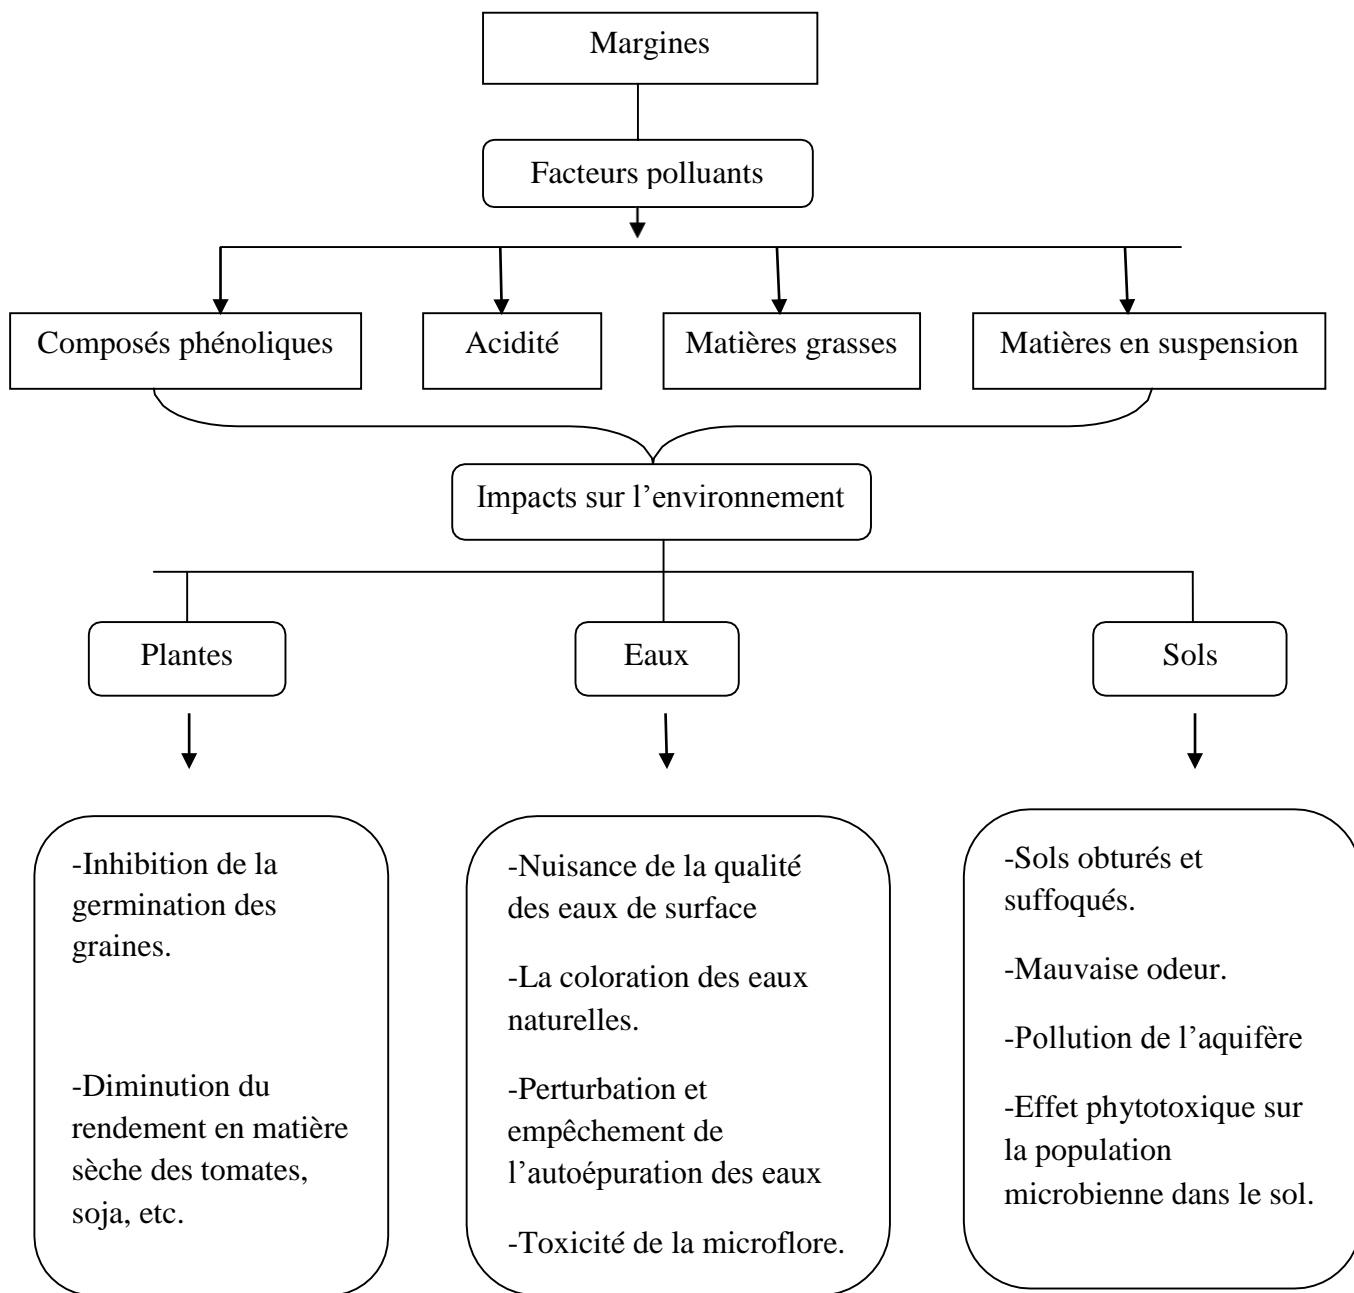 Margines
Facteurs polluants
Composés phénoliques
Acidité
Matières grasses
Matières en suspension
Impacts sur l’environnement
Plantes
Eaux
Sols
-Inhibition de la
germination des
graines.
-Diminution du
rendement en matière
sèche des tomates,
soja, etc.
-Nuisance de la qualité
des eaux de surface
-La coloration des eaux
naturelles.
-Perturbation et
empêchement de
l’autoépuration des eaux
-Toxicité de la microflore.
-Sols obturés et
suffoqués.
-Mauvaise odeur.
-Pollution de l’aquifère
-Effet phytotoxique sur
la population
microbienne dans le sol.